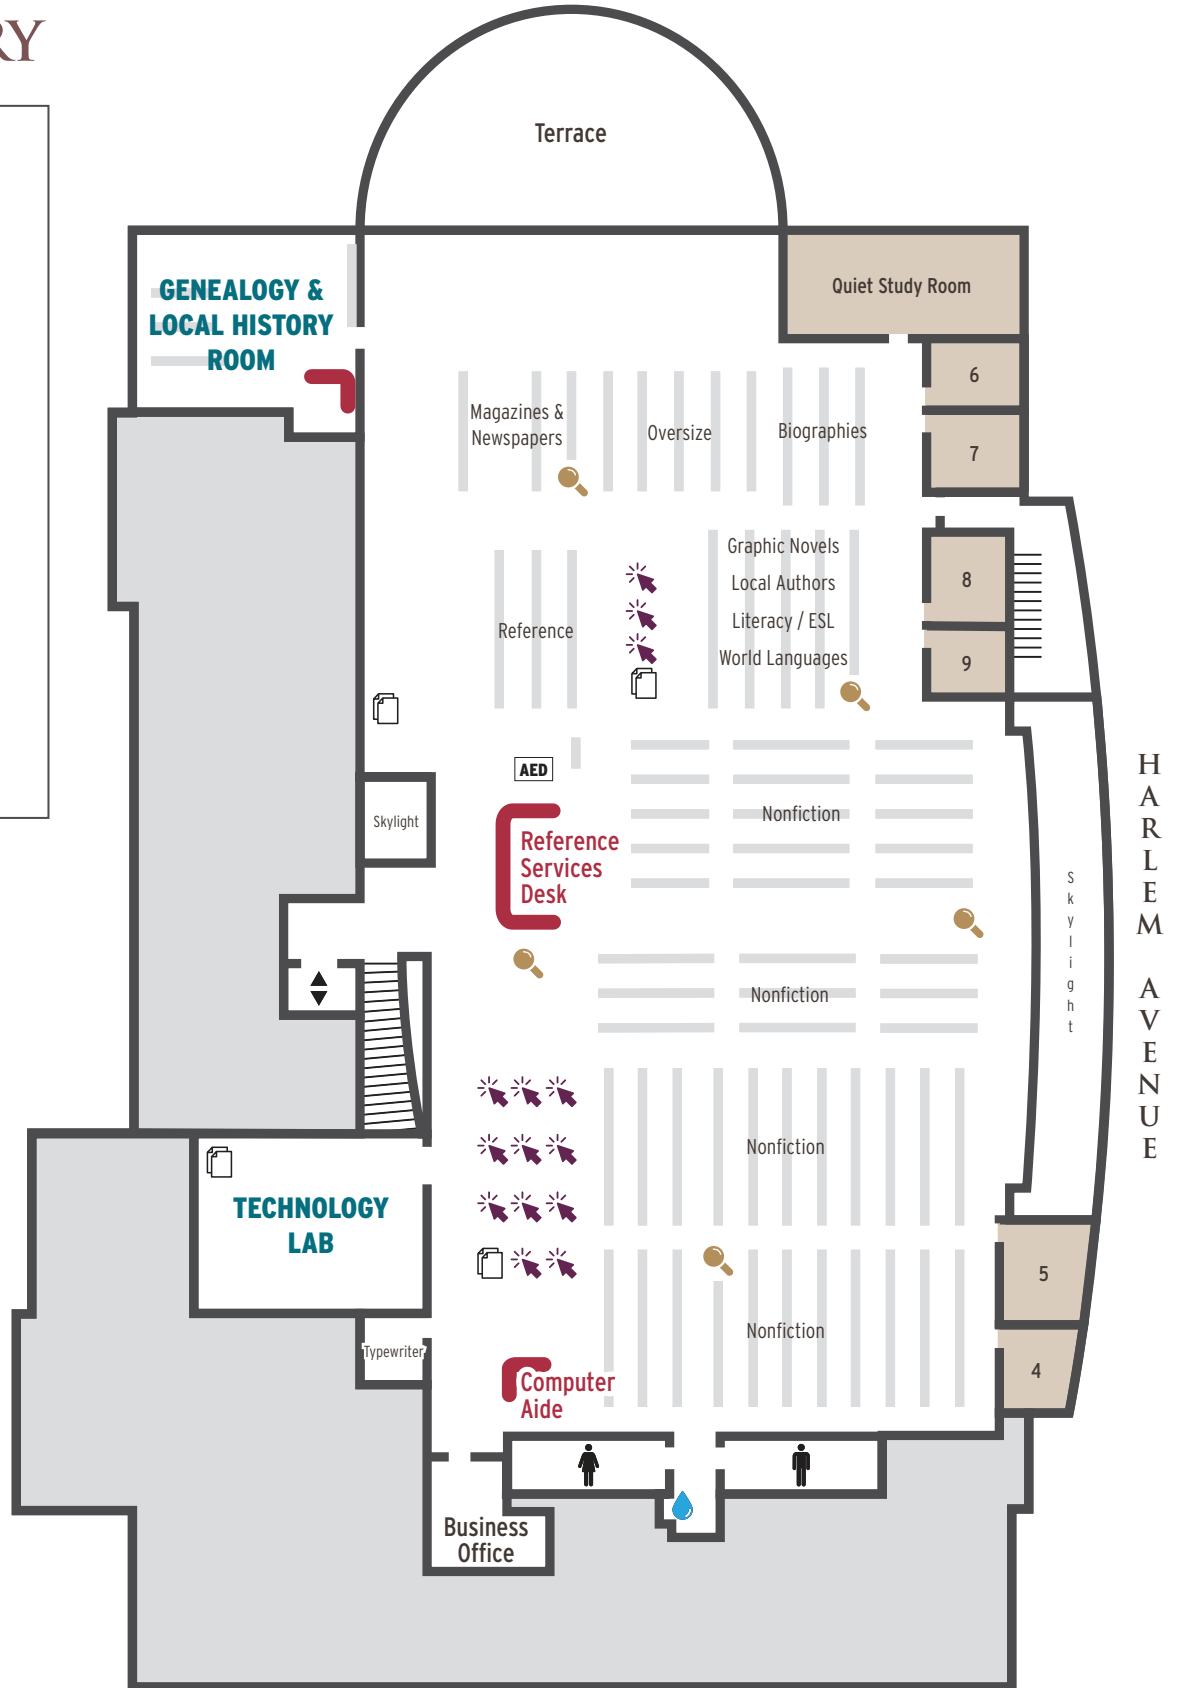 RY
Terrace
GENEALOGY &
LOCAL HISTORY
ROOM
Quiet Study Room
6
7
Magazines &
Newspapers
Oversize
Biographies
Graphic Novels
Local Authors
Literacy / ESL
World Languages
Reference
8
9
AED
Skylight
Reference
Services
Desk
Nonfiction
Skylight
HARLEM AVENUE
Nonfiction
Nonfiction
TECHNOLOGY
LAB
5
Nonfiction
Typewriter
4
Computer
Aide
Business
Office